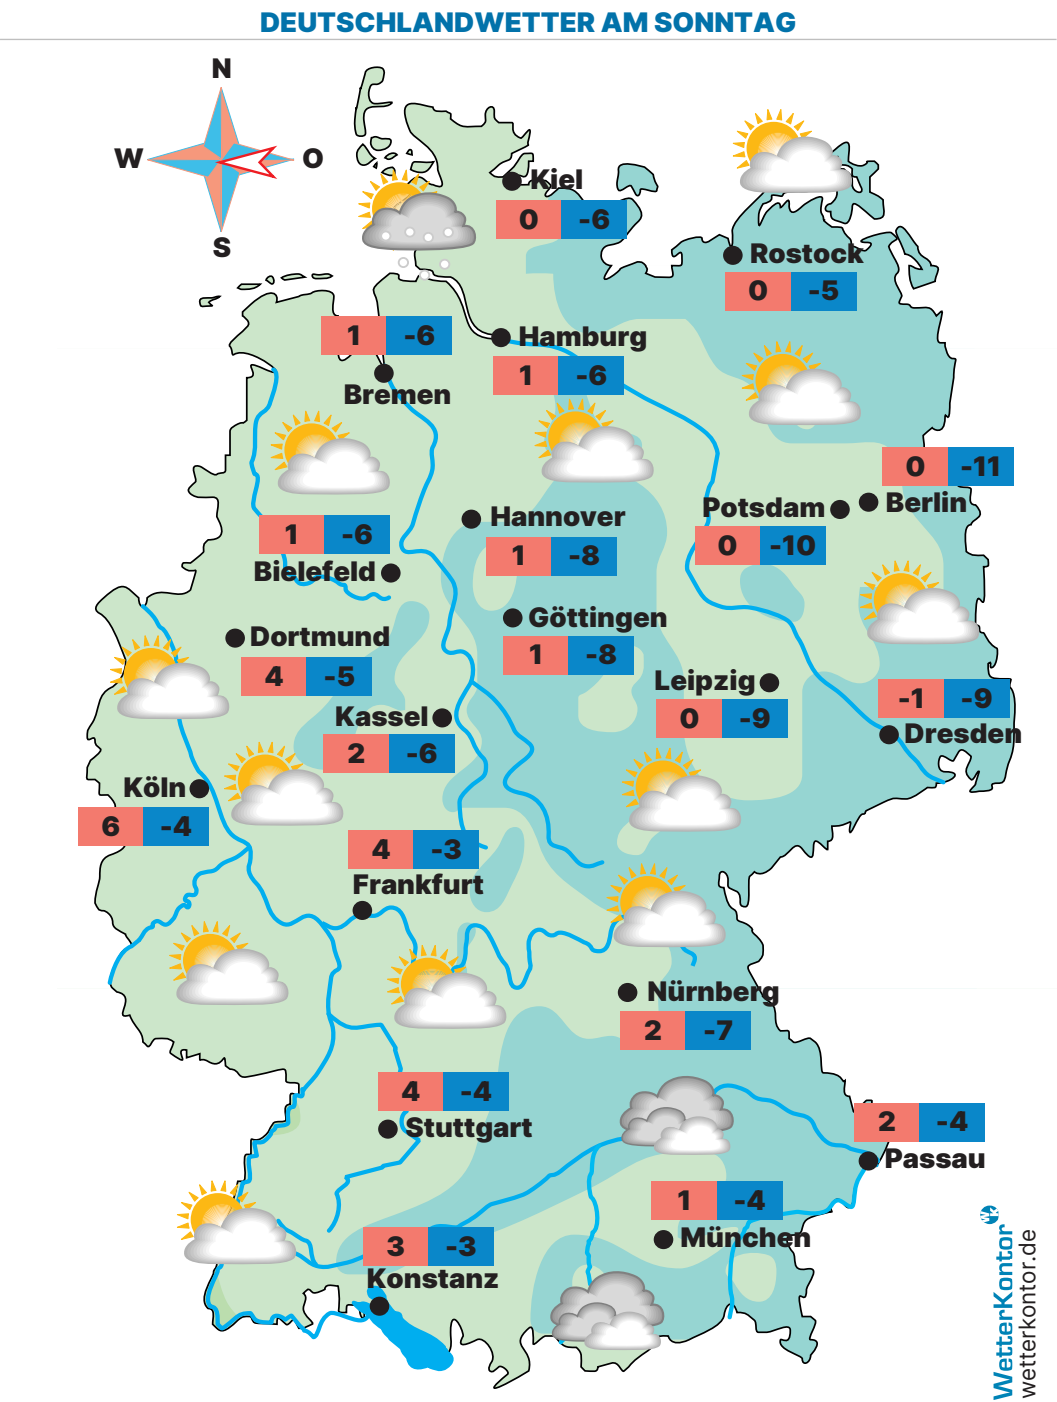 DEUTSCHLANDWETTER AM SONNTAG
N
W O
S
Kiel
0 -6
Rostock
0 -5
1 -6
Bremen
Hamburg
1 -6
0 -11
Berlin
Potsdam
0 -10
Hannover
1 -8
1 -6
Bielefeld
Göttingen
1 -8
Dortmund
4 -5
Leipzig
0 -9
-1 -9
Dresden
Kassel
2 -6
Köln
6 -4
4 -3
Frankfurt
Nürnberg
2 -7
4 -4
Stuttgart
2 -4
Passau
1 -4
München
3 -3
Konstanz
WetterKontor
wetterkontor.de